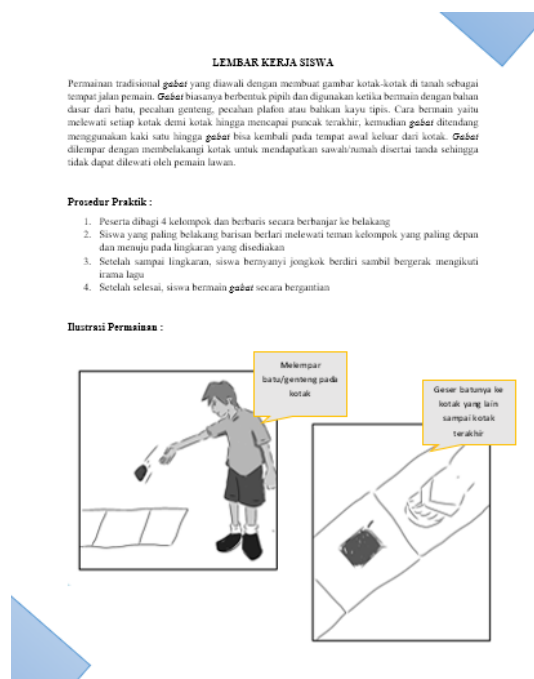 LEMBAR KERJA SISWA
Permainan tradisional gabat yang diawali dengan membuat gambar kotak-kotak di tanah sebagai
tempat jalan pemain. Gabat biasanya berbentuk pipih dan digunakan ketika bermain dengan bahan
dasar dari batu, pecahan genteng, pecahan plafon atau bahkan kayu tipis. Cara bermain yaitu
melewati setiap kotak demi kotak hingga mencapai puncak terakhir, kemudian gabat ditendang
menggunakan kaki satu hingga gabat bisa kembali pada tempat awal keluar dari kotak. Gabat
dilempar dengan membelakangi kotak untuk mendapatkan sawah/rumah disertai tanda sehingga
tidak dapat dilewati oleh pemain lawan.
Prosedur Praktik :
1. Peserta dibagi 4 kelompok dan berbaris secara berbanjar ke belakang
2. Siswa yang paling belakang barisan berlari melewati teman kelompok yang paling depan
dan menuju pada lingkaran yang disediakan
3. Setelah sampai lingkaran, siswa bernyanyi jongkok berdiri sambil bergerak mengikuti
irama lagu
4. Setelah selesai, siswa bermain gabat secara bergantian
Ilustrasi Permainan :
Melempar
batu/genteng pada
kotak
Geser batunya ke
kotak yang lain
sampai kotak
terakhir